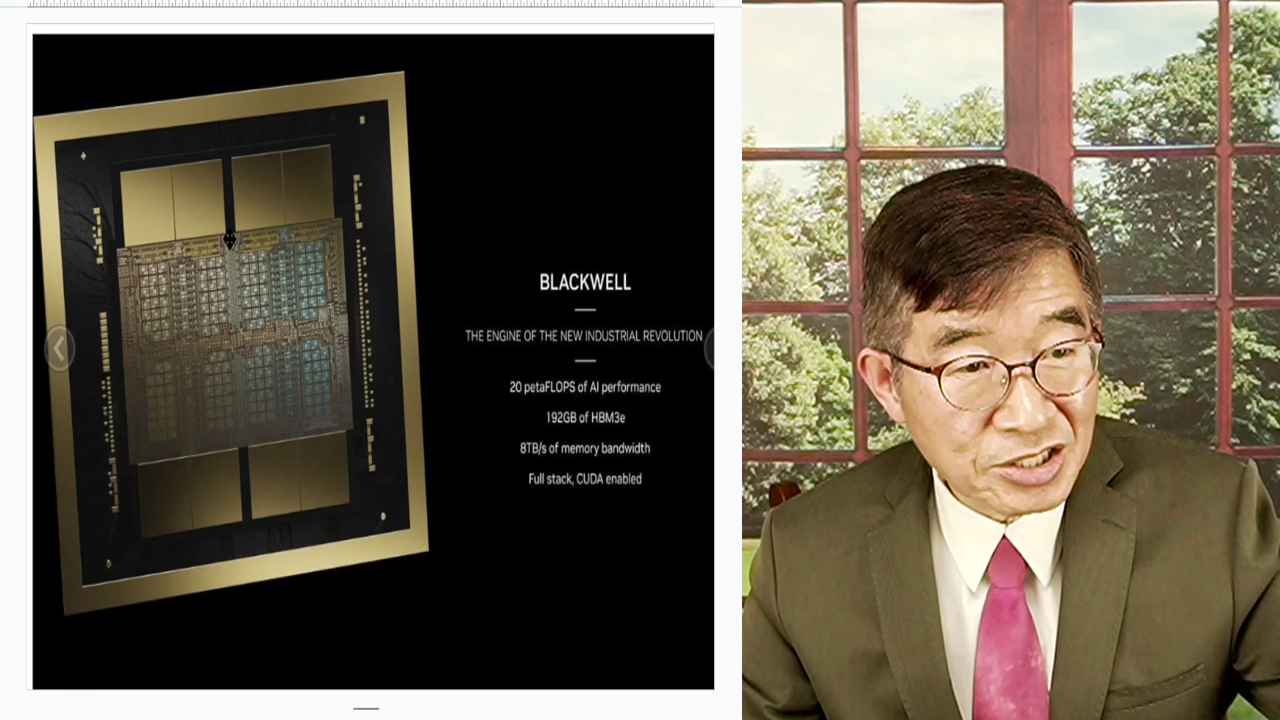 BLACKWELL
THE ENGINE OF THE NEW INDUSTRIAL REVOLUTION
20 petaFLOPS of AI performance
192GB of HBM3e
8TB/s of memory bandwidth
Full stack, CUDA enabled